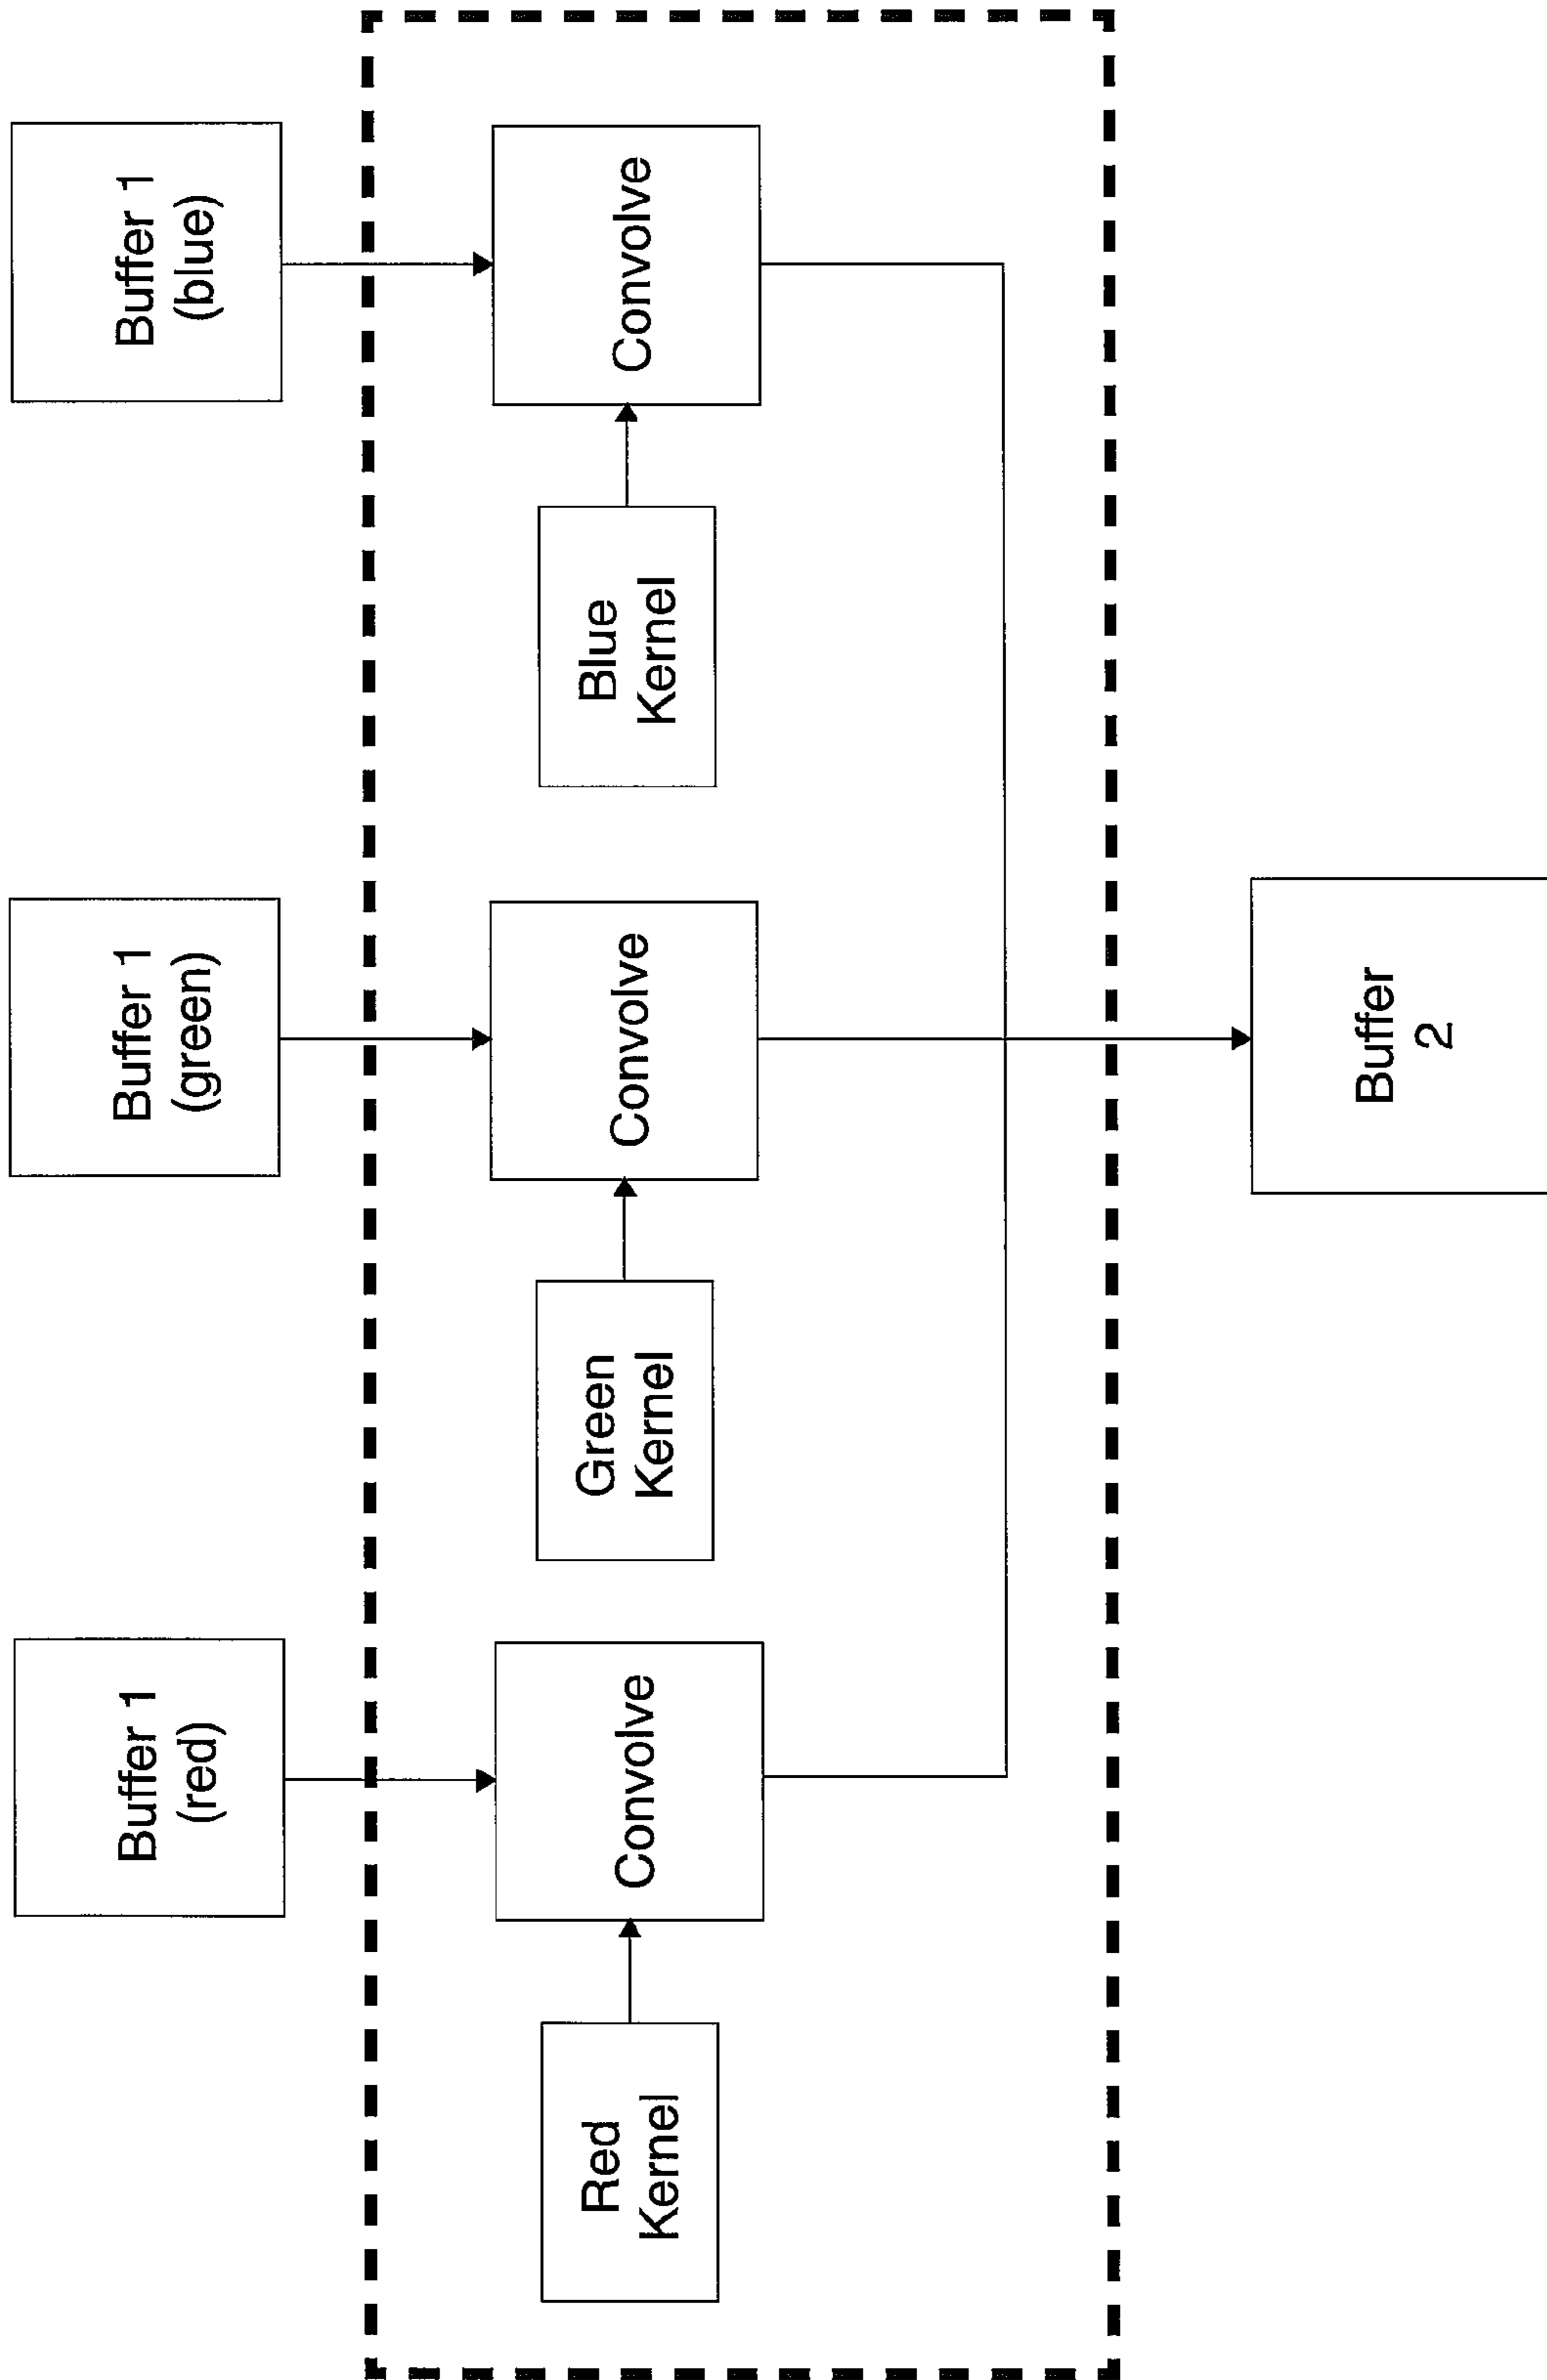 Buffer 1
(red)
Buffer 1
(green)
Buffer 1
(blue)
Red
Kernel
Convolve
Green
Kernel
Convolve
Blue
Kernel
Convolve
Buffer
2